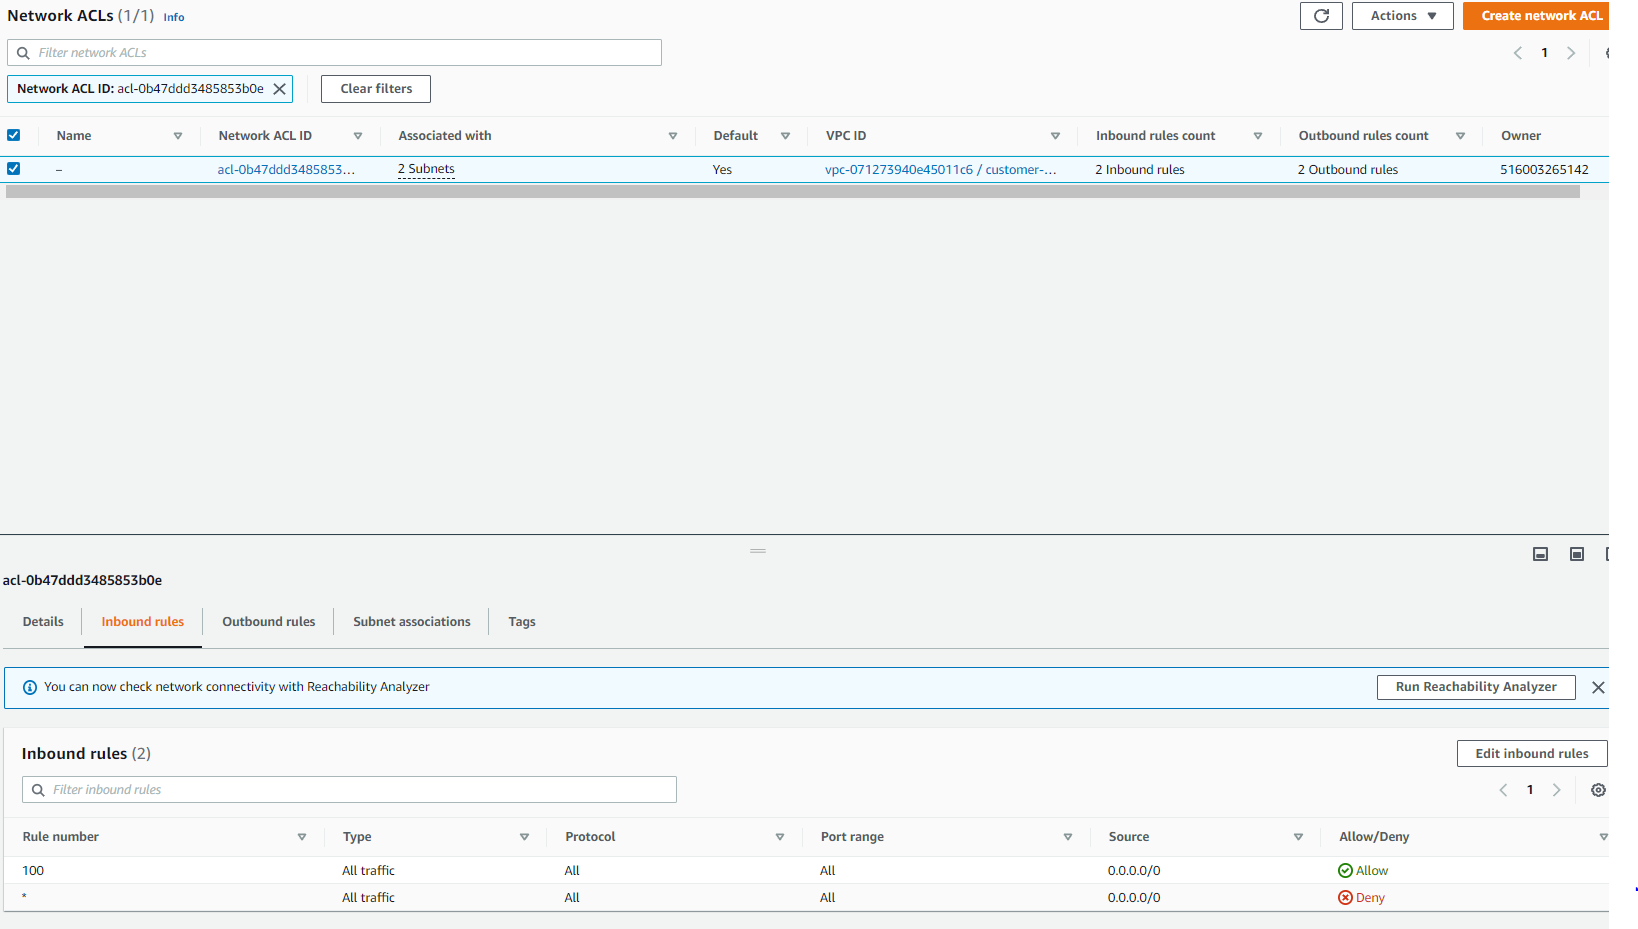 Network ACLs (1/1) Info
Actions
Create network ACL
Filter network ACLs
1
Network ACL ID: acl-0b47ddd3485853b0e
Clear filters
Name Network ACL ID Associated with Default VPC ID Inbound rules count Outbound rules count Owner
– acl-0b47ddd3485853... 2 Subnets Yes vpc-071273940e45011c6 / customer-... 2 Inbound rules 2 Outbound rules 516003265142
acl-0b47ddd3485853b0e
Details Inbound rules Outbound rules Subnet associations Tags
You can now check network connectivity with Reachability Analyzer Run Reachability Analyzer
Inbound rules (2) Edit inbound rules
Filter inbound rules 1
Rule number Type Protocol Port range Source Allow/Deny
100 All traffic All All 0.0.0.0/0 Allow
* All traffic All All 0.0.0.0/0 Deny